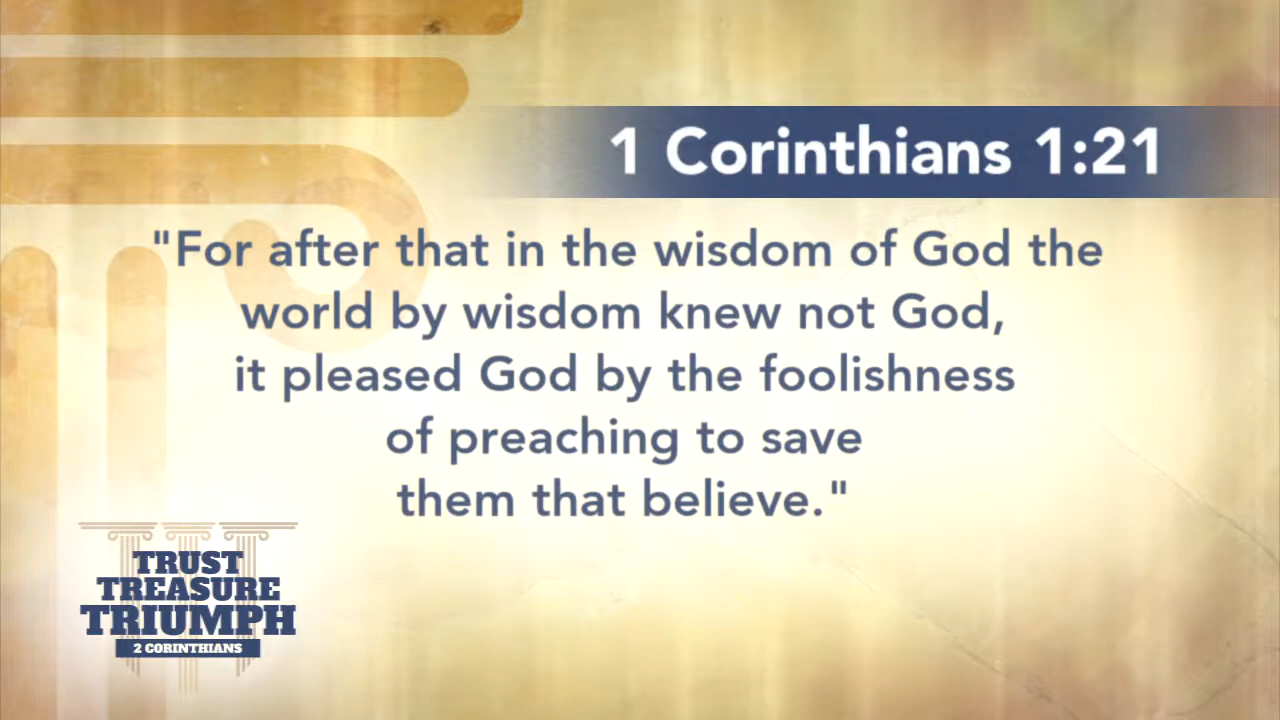 1 Corinthians 1:21
"For after that in the wisdom of God the
world by wisdom knew not God,
it pleased God by the foolishness
of preaching to save
them that believe."
TRUST
TREASURE
TRIUMPH
2 CORINTHIANS